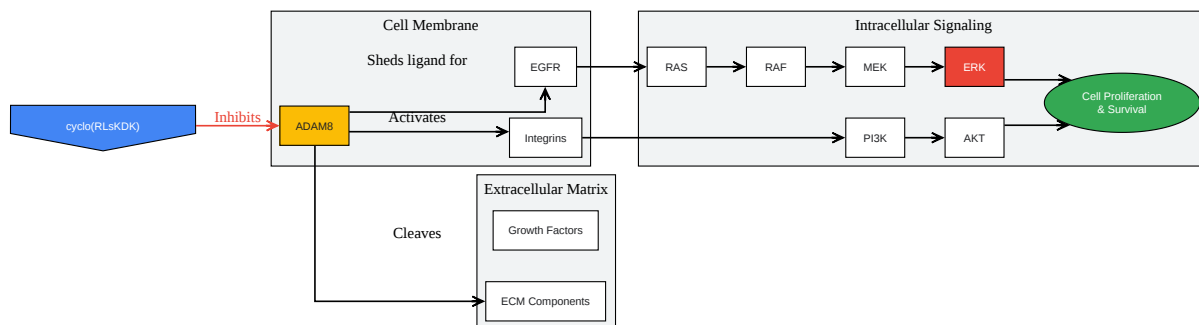 Cell Membrane
Intracellular Signaling
Sheds ligand for
EGFR
RAS
RAF
MEK
ERK
Cell Proliferation
& Survival
cyclo(RLsKDK)
Inhibits
ADAM8
Activates
Integrins
PI3K
AKT
Extracellular Matrix
Growth Factors
Cleaves
ECM Components